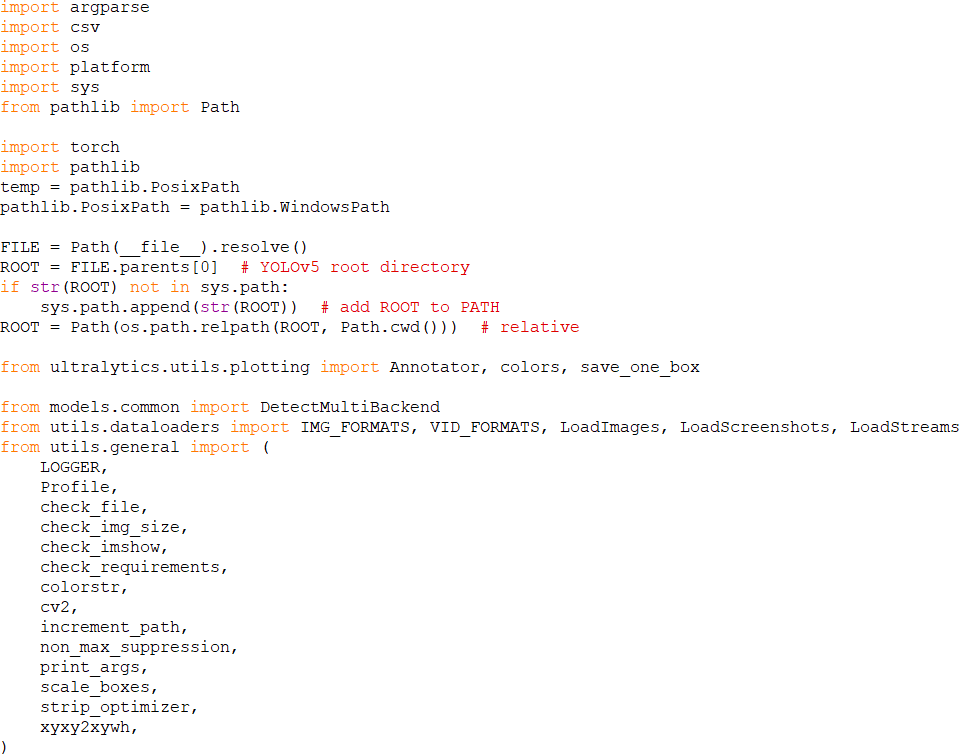 import argparse
import csv
import os
import platform
import sys
from pathlib import Path

import torch
import pathlib
temp = pathlib.PosixPath
pathlib.PosixPath = pathlib.WindowsPath

FILE = Path(__file__).resolve()
ROOT = FILE.parents[0]  # YOLOv5 root directory
if str(ROOT) not in sys.path:
    sys.path.append(str(ROOT))  # add ROOT to PATH
ROOT = Path(os.path.relpath(ROOT, Path.cwd()))  # relative

from ultralytics.utils.plotting import Annotator, colors, save_one_box

from models.common import DetectMultiBackend
from utils.dataloaders import IMG_FORMATS, VID_FORMATS, LoadImages, LoadScreenshots, LoadStreams
from utils.general import (
    LOGGER,
    Profile,
    check_file,
    check_img_size,
    check_imshow,
    check_requirements,
    colorstr,
    cv2,
    increment_path,
    non_max_suppression,
    print_args,
    scale_boxes,
    strip_optimizer,
    xyxy2xywh,
)